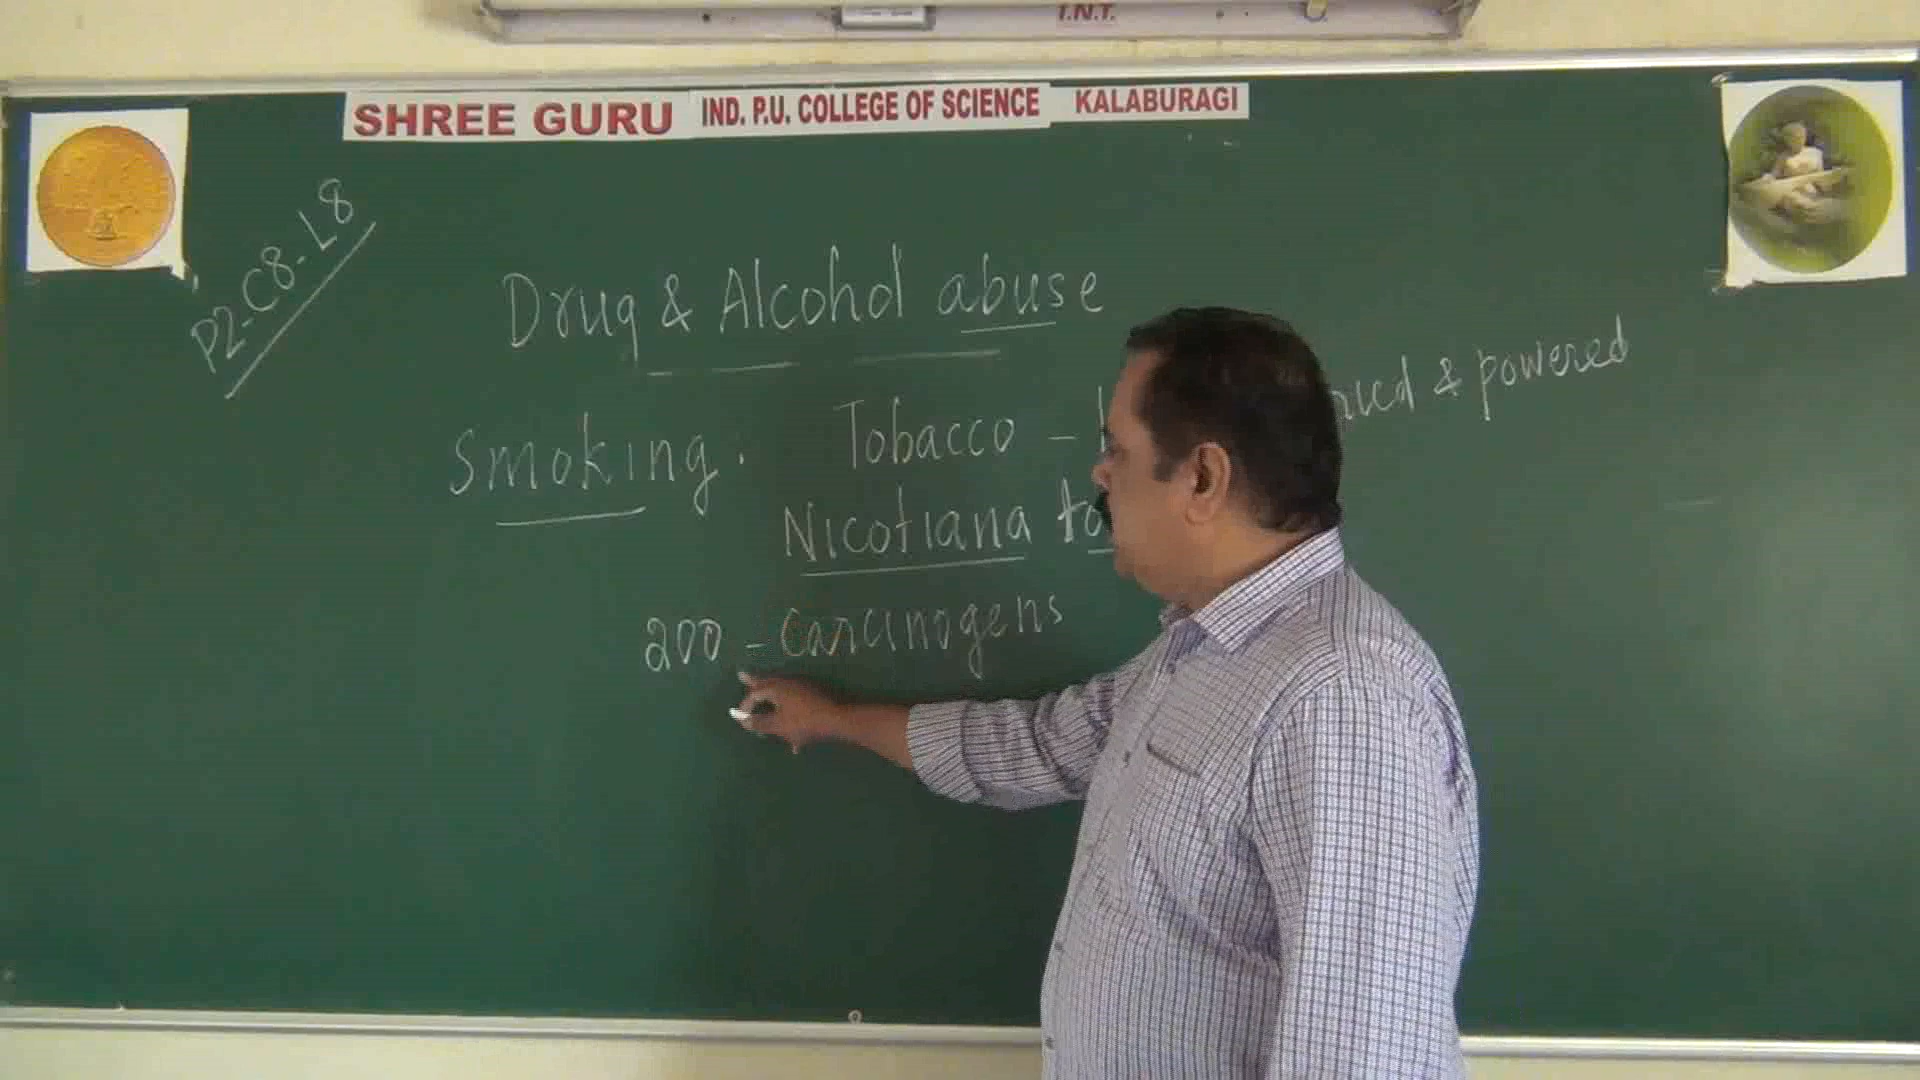 I.N.T.
SHREE GURU IND. P.U. COLLEGE OF SCIENCE KALABURAGI
P2-C8-L8
Drug & Alcohol abuse
Smoking. Tobacco - & powered
Nicotiana
200 - Carcinogens